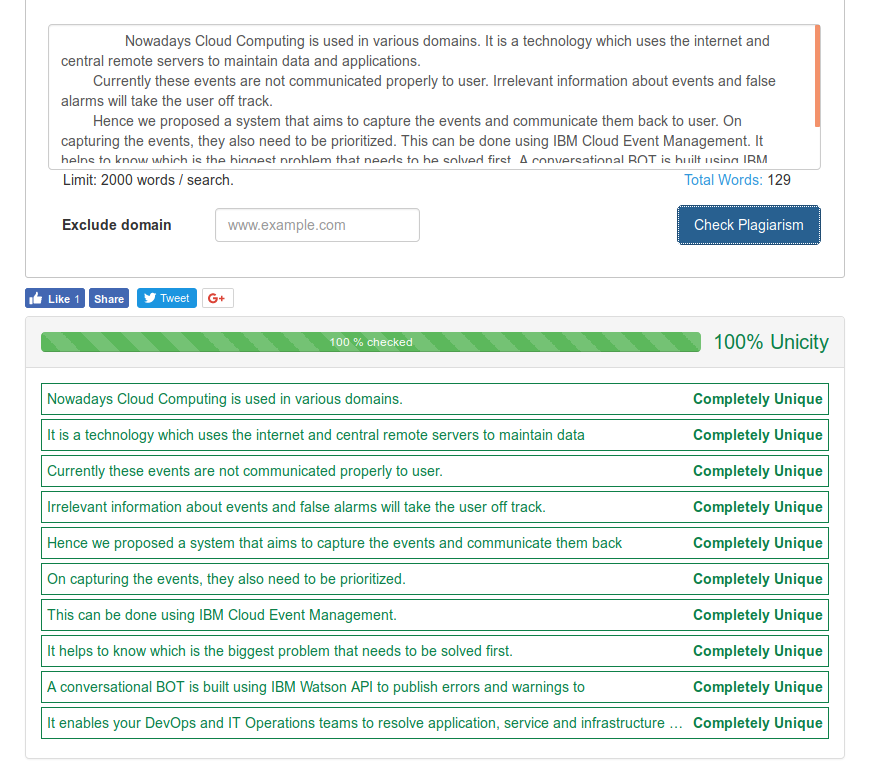 Nowadays Cloud Computing is used in various domains. It is a technology which uses the internet and
central remote servers to maintain data and applications.
Currently these events are not communicated properly to user. Irrelevant information about events and false
alarms will take the user off track.
Hence we proposed a system that aims to capture the events and communicate them back to user. On
capturing the events, they also need to be prioritized. This can be done using IBM Cloud Event Management. It
helps to know which is the biggest problem that needs to be solved first. A conversational BOT is built using IBM
Limit: 2000 words / search.
Total Words: 129
Exclude domain
www.example.com
Check Plagiarism
Like 1
Share
Tweet
G+
100 % checked
100% Unicity
Nowadays Cloud Computing is used in various domains. Completely Unique
It is a technology which uses the internet and central remote servers to maintain data Completely Unique
Currently these events are not communicated properly to user. Completely Unique
Irrelevant information about events and false alarms will take the user off track. Completely Unique
Hence we proposed a system that aims to capture the events and communicate them back Completely Unique
On capturing the events, they also need to be prioritized. Completely Unique
This can be done using IBM Cloud Event Management. Completely Unique
It helps to know which is the biggest problem that needs to be solved first. Completely Unique
A conversational BOT is built using IBM Watson API to publish errors and warnings to Completely Unique
It enables your DevOps and IT Operations teams to resolve application, service and infrastructure … Completely Unique